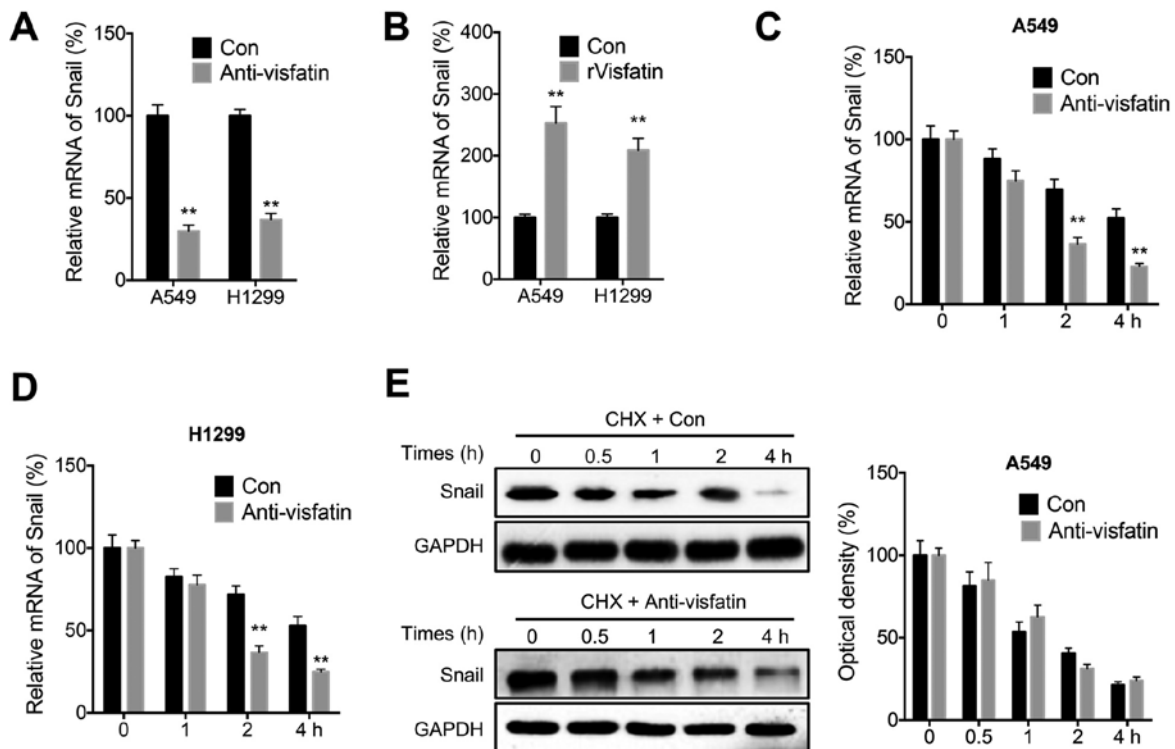 A
Relative mRNA of Snail (%)
150
100
50
0
Con
Anti-visfatin
**
**
A549
H1299
B
Relative mRNA of Snail (%)
400
300
200
100
0
Con
rVisfatin
**
**
A549
H1299
C
A549
Relative mRNA of Snail (%)
150
100
50
0
Con
Anti-visfatin
**
**
0 1 2 4 h
D
H1299
Relative mRNA of Snail (%)
150
100
50
0
Con
Anti-visfatin
**
**
0 1 2 4 h
E
CHX + Con
Times (h) 0 0.5 1 2 4 h
Snail
GAPDH
CHX + Anti-visfatin
Times (h) 0 0.5 1 2 4 h
Snail
GAPDH
A549
Optical density (%)
150
100
50
0
Con
Anti-visfatin
0 0.5 1 2 4 h